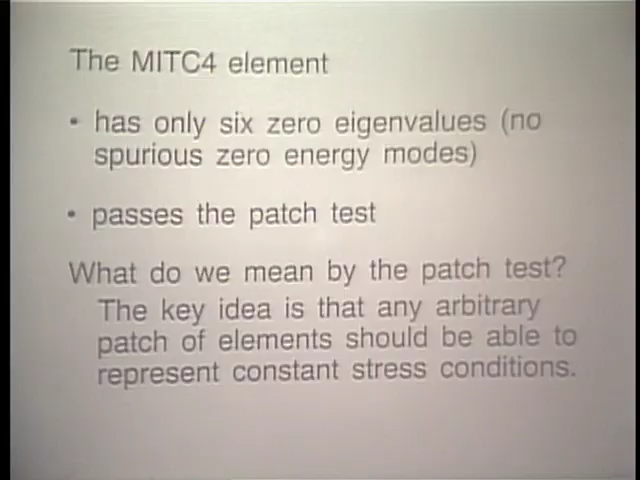 The MITC4 element
• has only six zero eigenvalues (no
spurious zero energy modes)
• passes the patch test
What do we mean by the patch test?
The key idea is that any arbitrary
patch of elements should be able to
represent constant stress conditions.